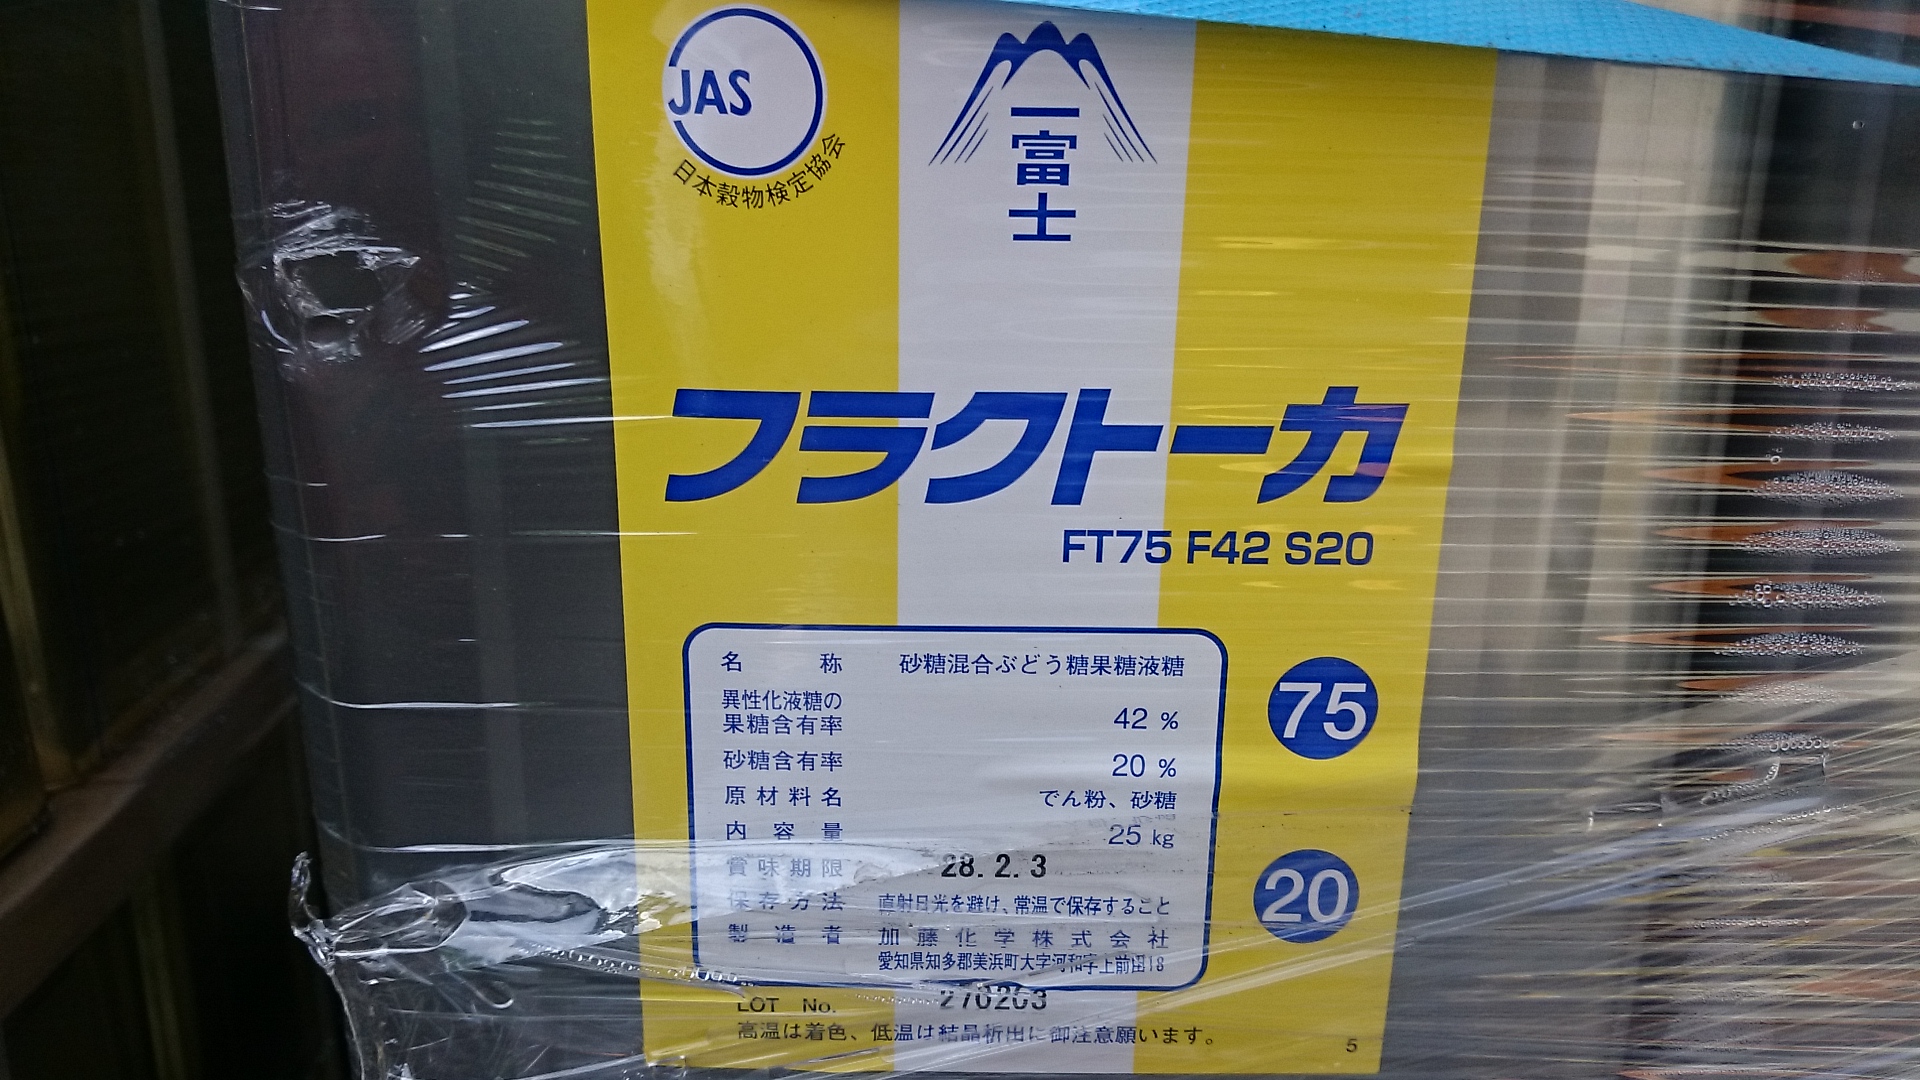 JAS
日本穀物検定協会
一富士
フラクトーカ
FT75 F42 S20
名称 砂糖混合ぶどう糖果糖液糖
異性化液糖の
果糖含有率 42 %
砂糖含有率 20 %
原材料名 でん粉、砂糖
内容量 25 kg
賞味期限 28.2.3
保存方法 直射日光を避け、常温で保存すること
製造者 加藤化学株式会社
愛知県知多郡美浜町大字河和字上前田18
75
20
LOT No. 270203
高温は着色、低温は結晶析出に御注意願います。
5